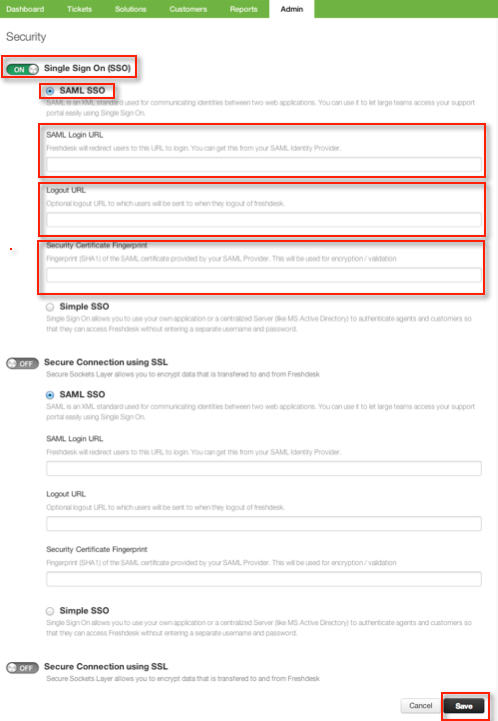 Dashboard Tickets Solutions Customers Reports Admin
Security
ON Single Sign On (SSO)
SAML SSO
SAML is an XML standard used for communicating identities between two web applications. You can use it to let large teams access your support
portal easily using Single Sign On.
SAML Login URL
Freshdesk will redirect users to this URL to login. You can get this from your SAML Identity Provider.
Logout URL
Optional logout URL to which users will be sent to when they logout of freshdesk.
Security Certificate Fingerprint
Fingerprint (SHA1) of the SAML certificate provided by your SAML Provider. This will be used for encryption / validation
Simple SSO
Single Sign On allows you to use your own application or a centralized Server (like MS Active Directory) to authenticate agents and customers so
that they can access Freshdesk without entering a separate username and password.
OFF Secure Connection using SSL
Secure Sockets Layer allows you to encrypt data that is transfered to and from Freshdesk
SAML SSO
SAML is an XML standard used for communicating identities between two web applications. You can use it to let large teams access your support
portal easily using Single Sign On.
SAML Login URL
Freshdesk will redirect users to this URL to login. You can get this from your SAML Identity Provider.
Logout URL
Optional logout URL to which users will be sent to when they logout of freshdesk.
Security Certificate Fingerprint
Fingerprint (SHA1) of the SAML certificate provided by your SAML Provider. This will be used for encryption / validation
Simple SSO
Single Sign On allows you to use your own application or a centralized Server (like MS Active Directory) to authenticate agents and customers so
that they can access Freshdesk without entering a separate username and password.
OFF Secure Connection using SSL
Secure Sockets Layer allows you to encrypt data that is transfered to and from Freshdesk
Cancel Save